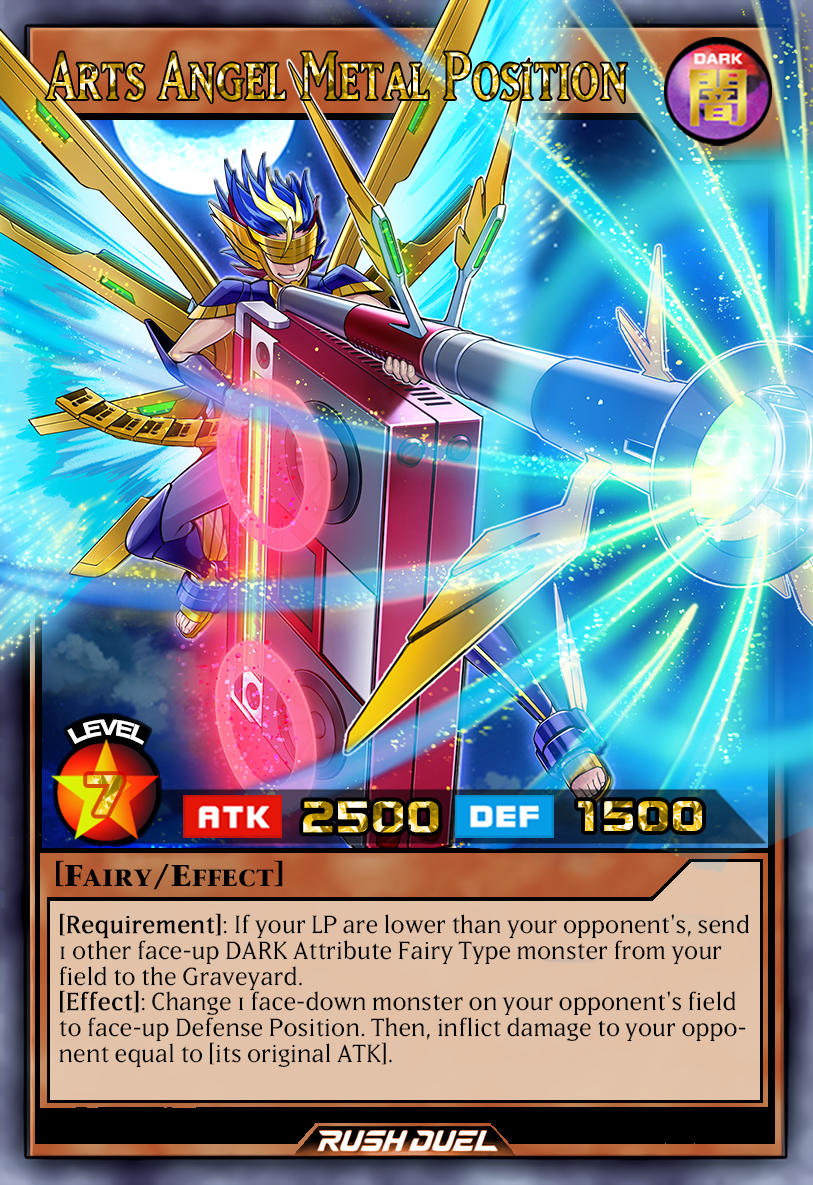 Arts Angel Metal Position
DARK
闇
LEVEL
7
ATK 2500 DEF 1500
[Fairy/Effect]
[Requirement]: If your LP are lower than your opponent's, send
1 other face-up DARK Attribute Fairy Type monster from your
field to the Graveyard.
[Effect]: Change 1 face-down monster on your opponent's field
to face-up Defense Position. Then, inflict damage to your oppo-
nent equal to [its original ATK].
RUSH DUEL